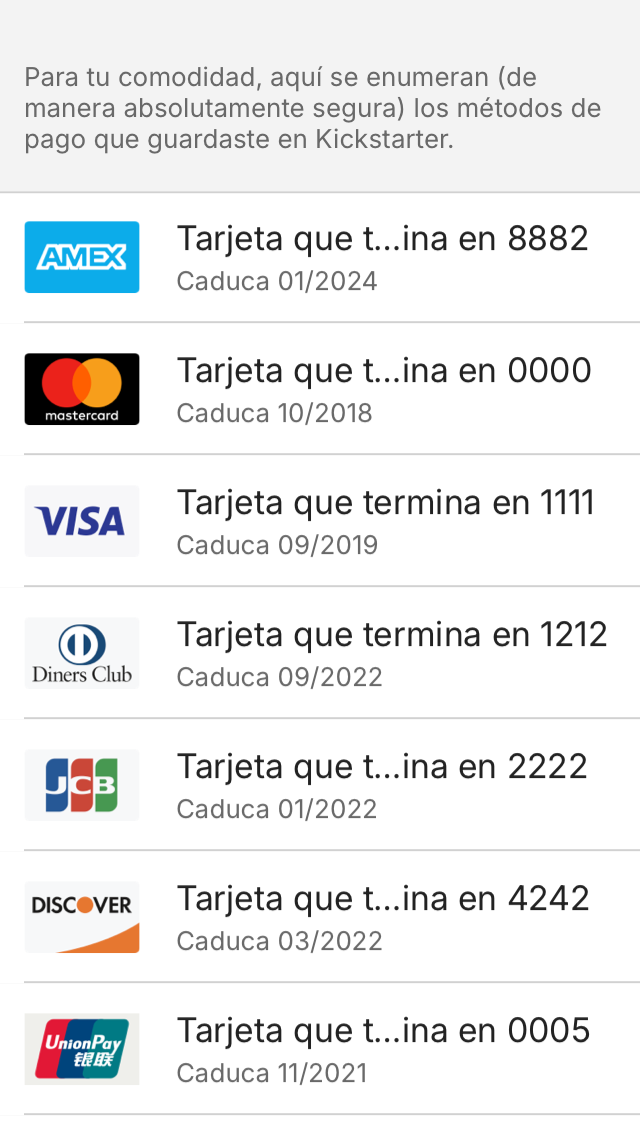 Para tu comodidad, aquí se enumeran (de
manera absolutamente segura) los métodos de
pago que guardaste en Kickstarter.
AMEX
Tarjeta que t...ina en 8882
Caduca 01/2024
mastercard
Tarjeta que t...ina en 0000
Caduca 10/2018
VISA
Tarjeta que termina en 1111
Caduca 09/2019
Diners Club
Tarjeta que termina en 1212
Caduca 09/2022
JCB
Tarjeta que t...ina en 2222
Caduca 01/2022
DISCOVER
Tarjeta que t...ina en 4242
Caduca 03/2022
UnionPay
银联
Tarjeta que t...ina en 0005
Caduca 11/2021